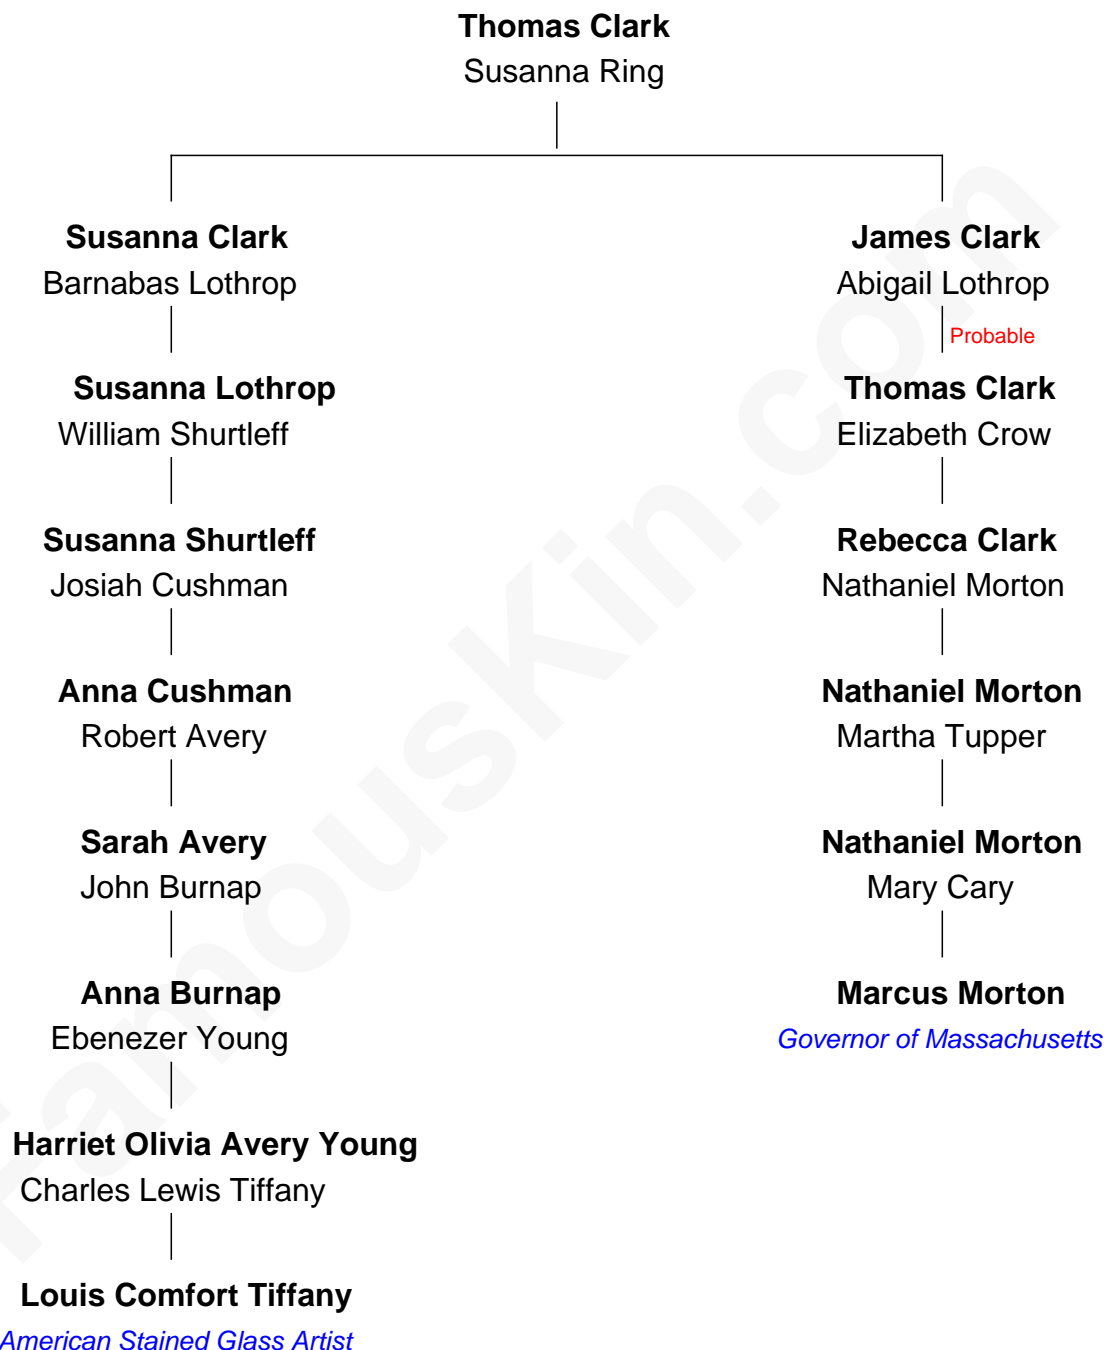 Thomas Clark
Susanna Ring
Susanna Clark
Barnabas Lothrop
James Clark
Abigail Lothrop
Probable
Susanna Lothrop
William Shurtleff
Thomas Clark
Elizabeth Crow
Susanna Shurtleff
Josiah Cushman
Rebecca Clark
Nathaniel Morton
Anna Cushman
Robert Avery
Nathaniel Morton
Martha Tupper
Sarah Avery
John Burnap
Nathaniel Morton
Mary Cary
Anna Burnap
Ebenezer Young
Marcus Morton
Governor of Massachusetts
Harriet Olivia Avery Young
Charles Lewis Tiffany
Louis Comfort Tiffany
American Stained Glass Artist
FamousKin.com